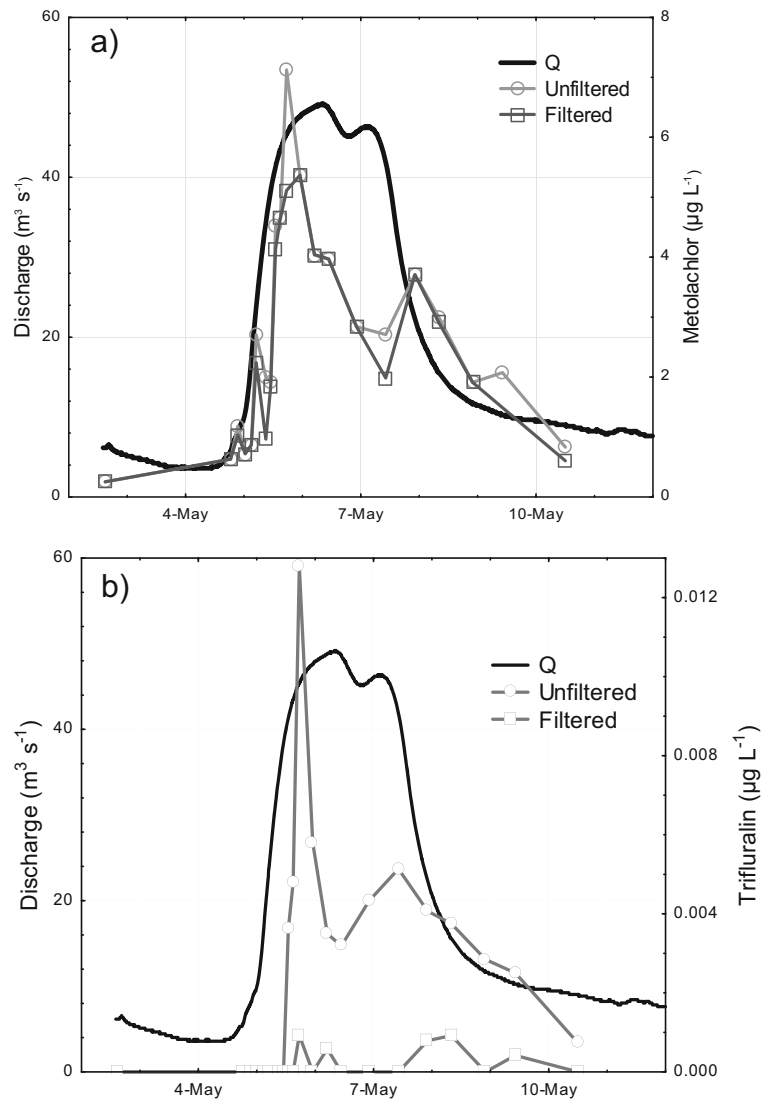 a)
Q
Unfiltered
Filtered
60
40
20
0
Discharge (m³ s⁻¹)
8
6
4
2
0
Metolachlor (µg L⁻¹)
4-May
7-May
10-May
b)
Q
Unfiltered
Filtered
60
40
20
0
Discharge (m³ s⁻¹)
0.012
0.008
0.004
0.000
Trifluralin (µg L⁻¹)
4-May
7-May
10-May